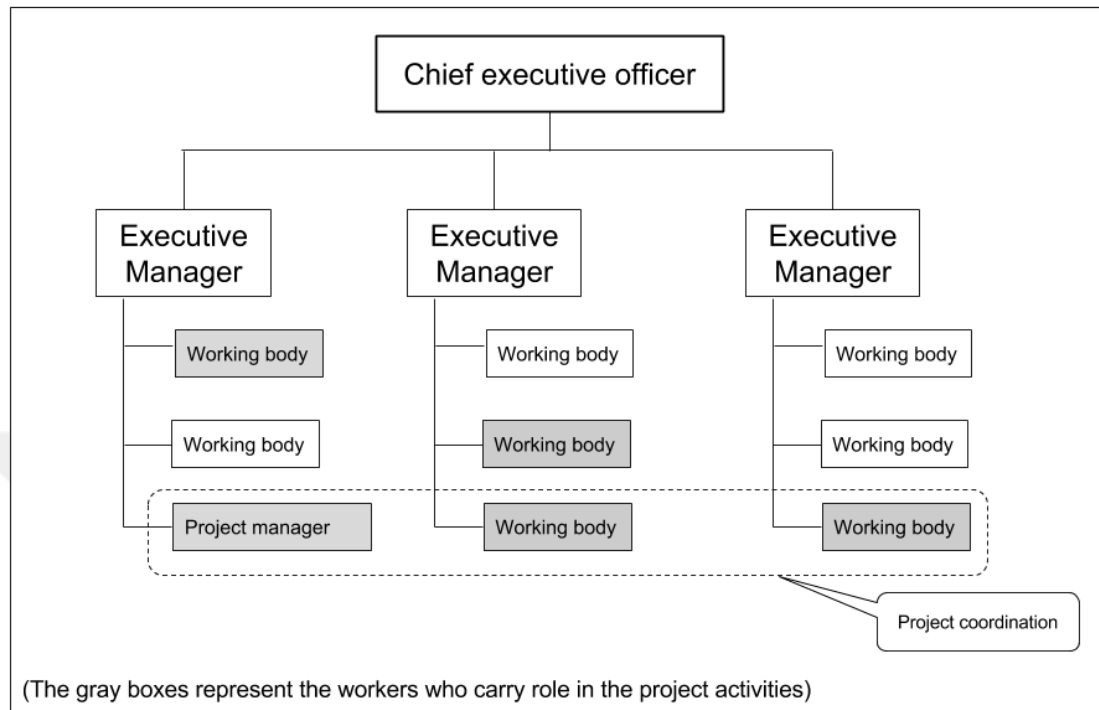 Chief executive officer
Executive
Manager
Executive
Manager
Executive
Manager
Working body
Working body
Working body
Working body
Working body
Working body
Project manager
Working body
Working body
Project coordination
(The gray boxes represent the workers who carry role in the project activities)